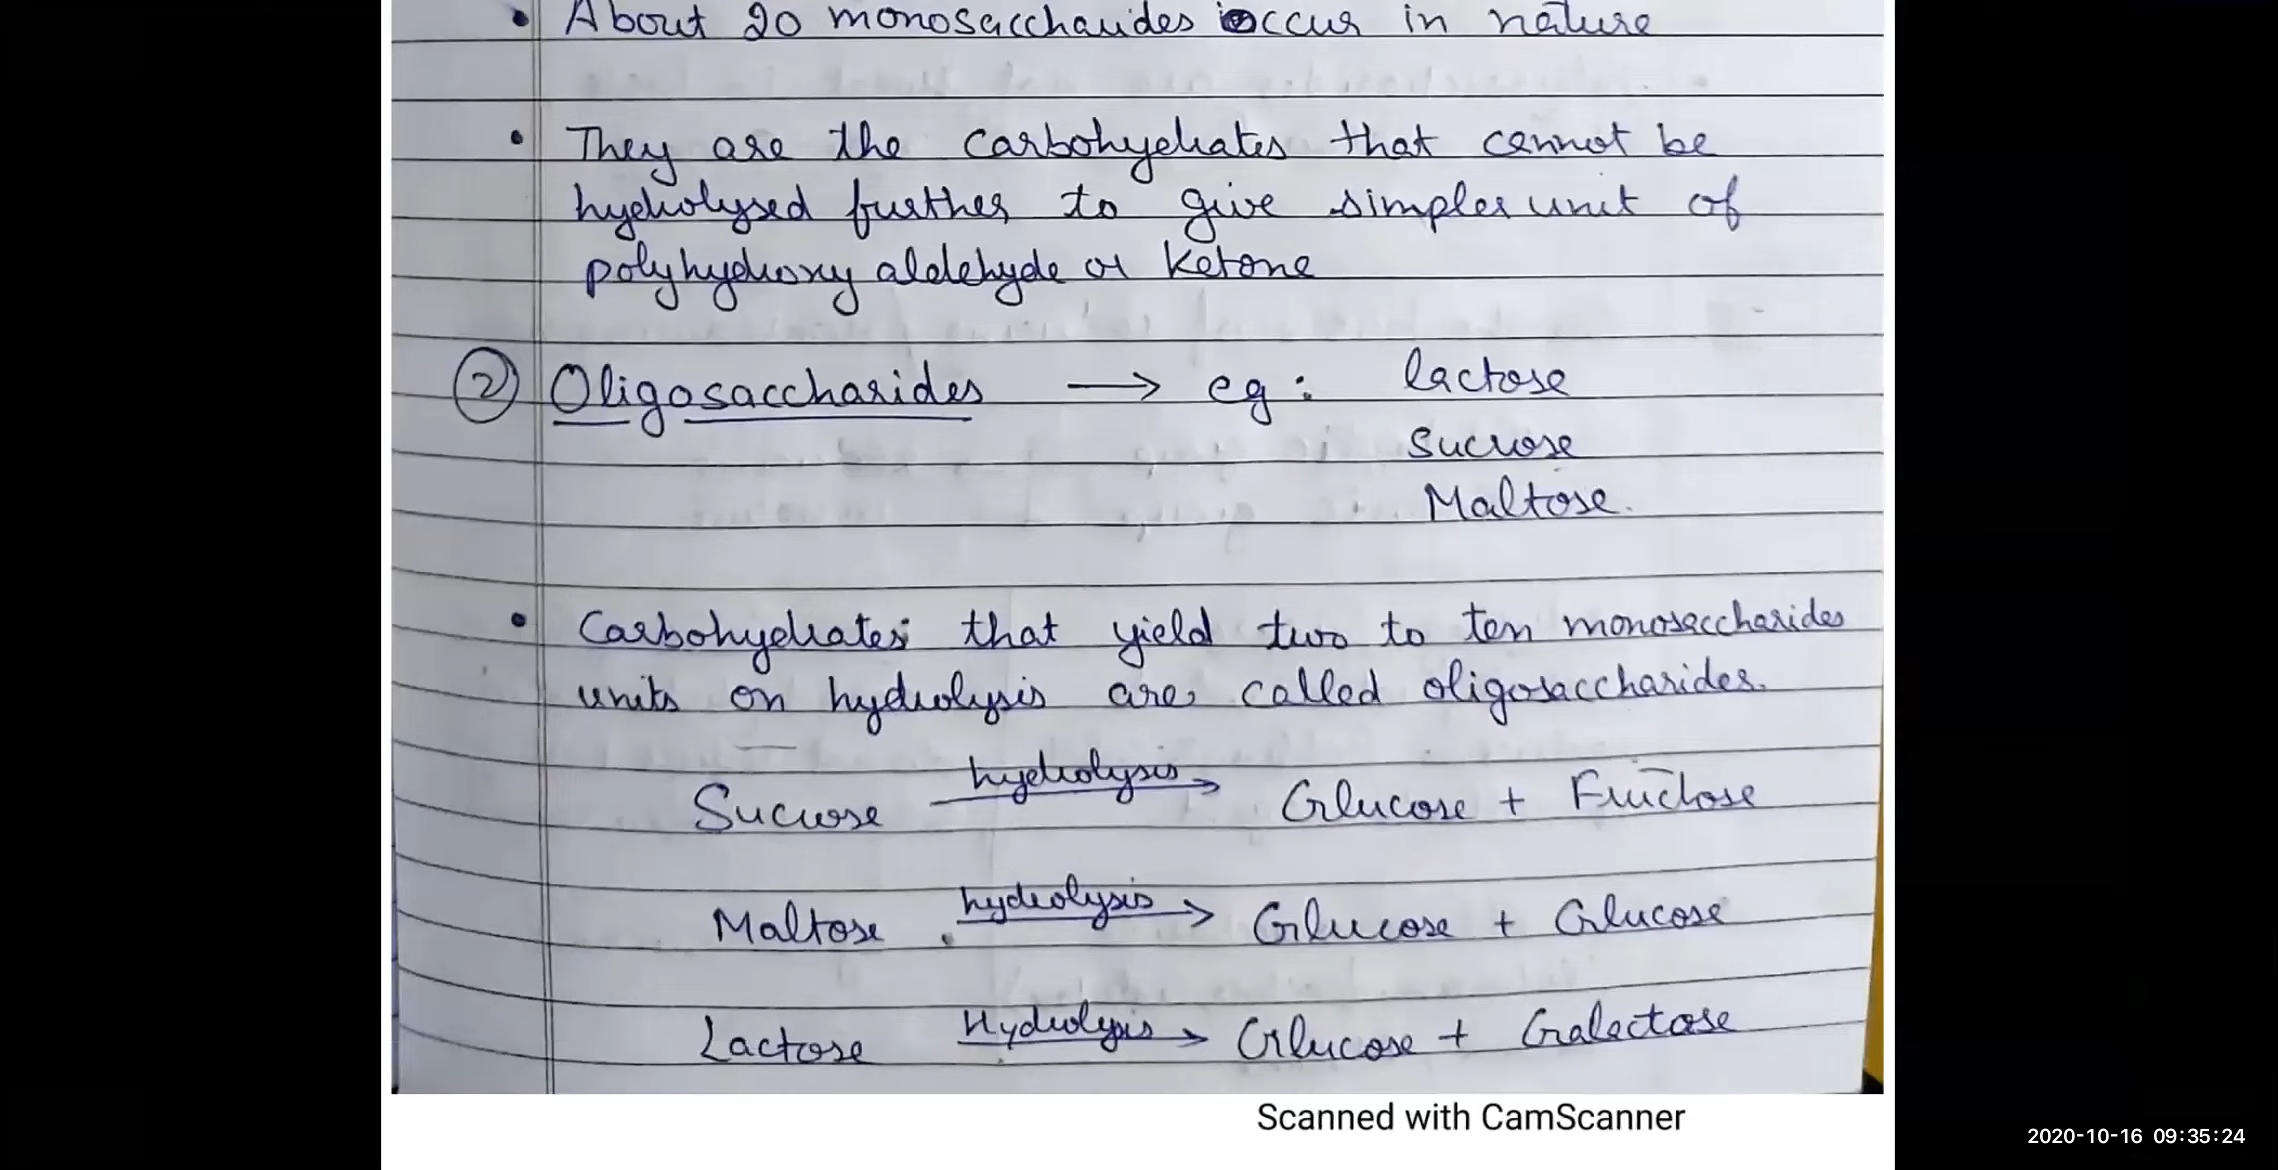 • About 20 monosaccharides occur in nature
• They are the carbohydrates that cannot be
hydrolysed further to give simpler unit of
polyhydroxy aldehyde or Ketone
② Oligosaccharides → eg : lactose
Sucrose
Maltose.
• Carbohydrates that yield two to ten monosaccharides
units on hydrolysis are called oligosaccharides.
Sucrose hydrolysis→ Glucose + Fructose
Maltose hydrolysis→ Glucose + Glucose
Lactose Hydrolysis→ Glucose + Galactose
Scanned with CamScanner
2020-10-16 09:35:24